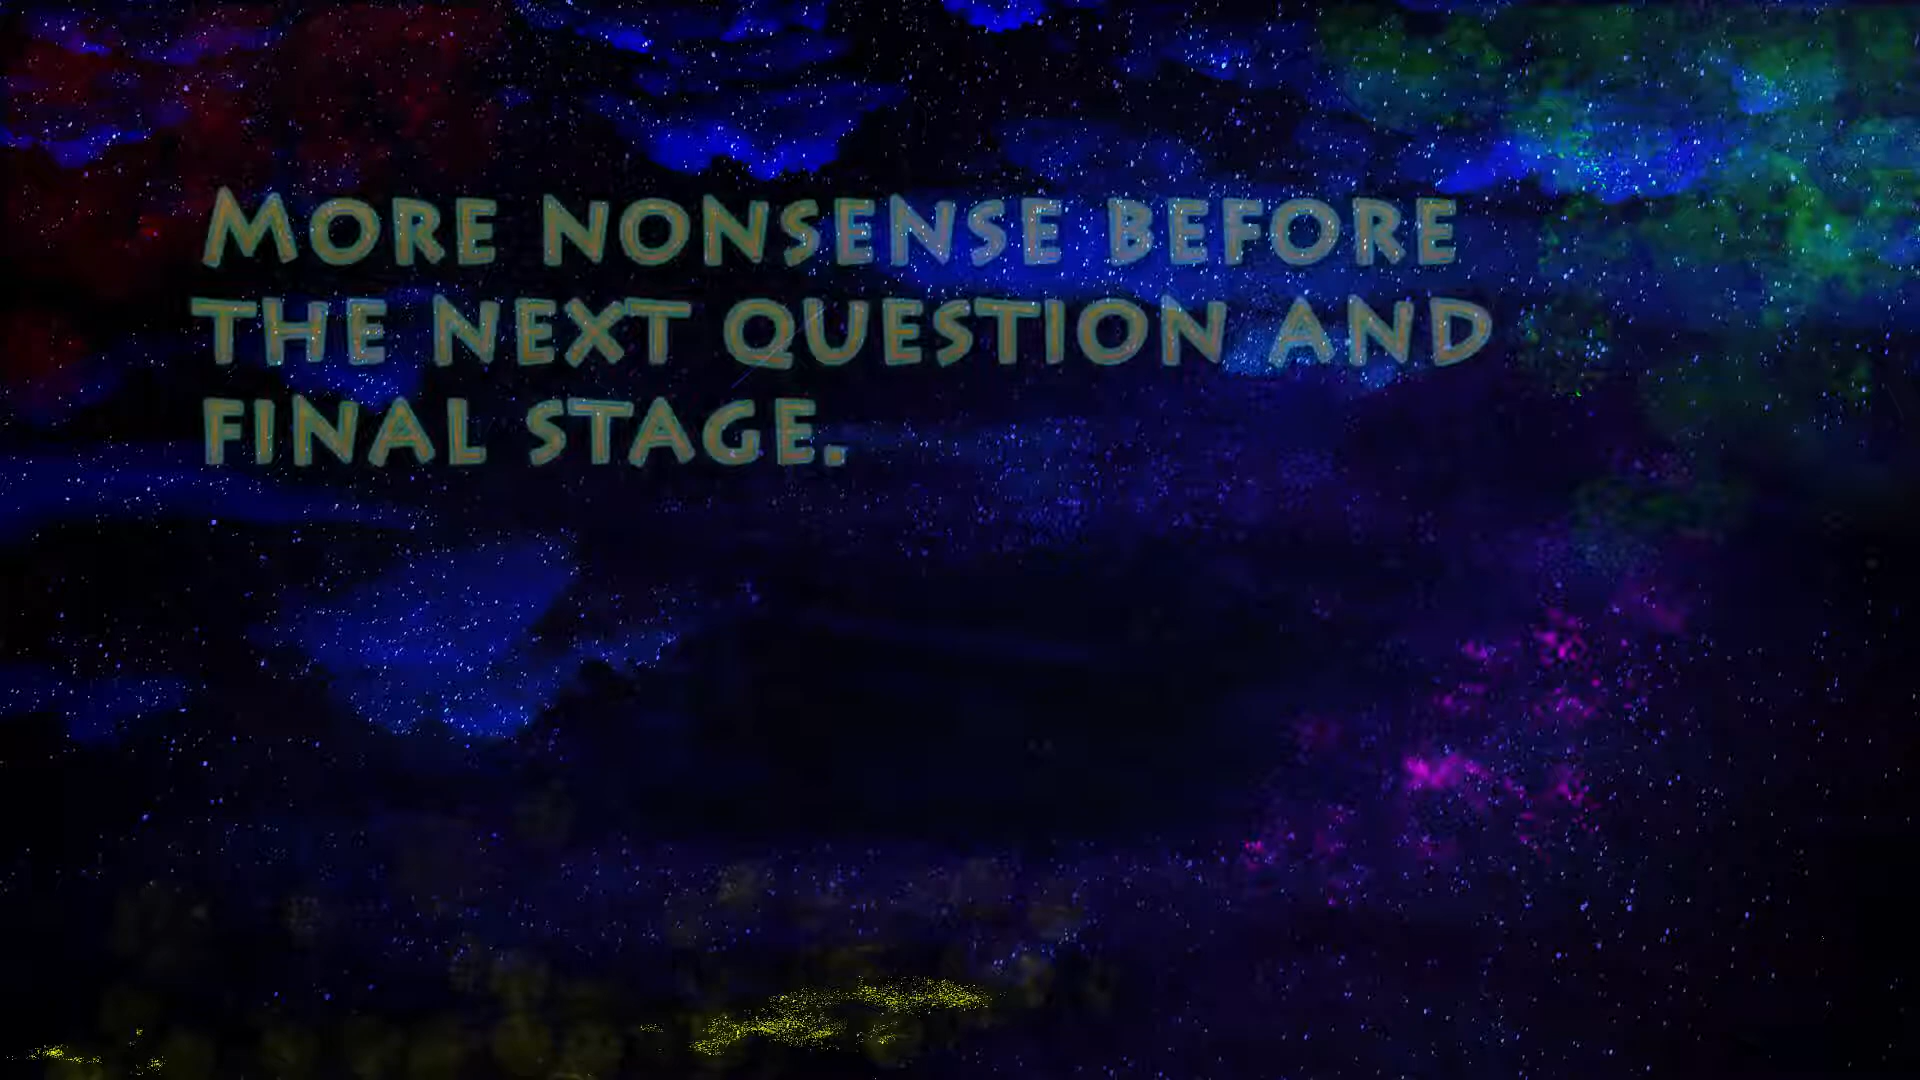 More nonsense before
the next question and
final stage.